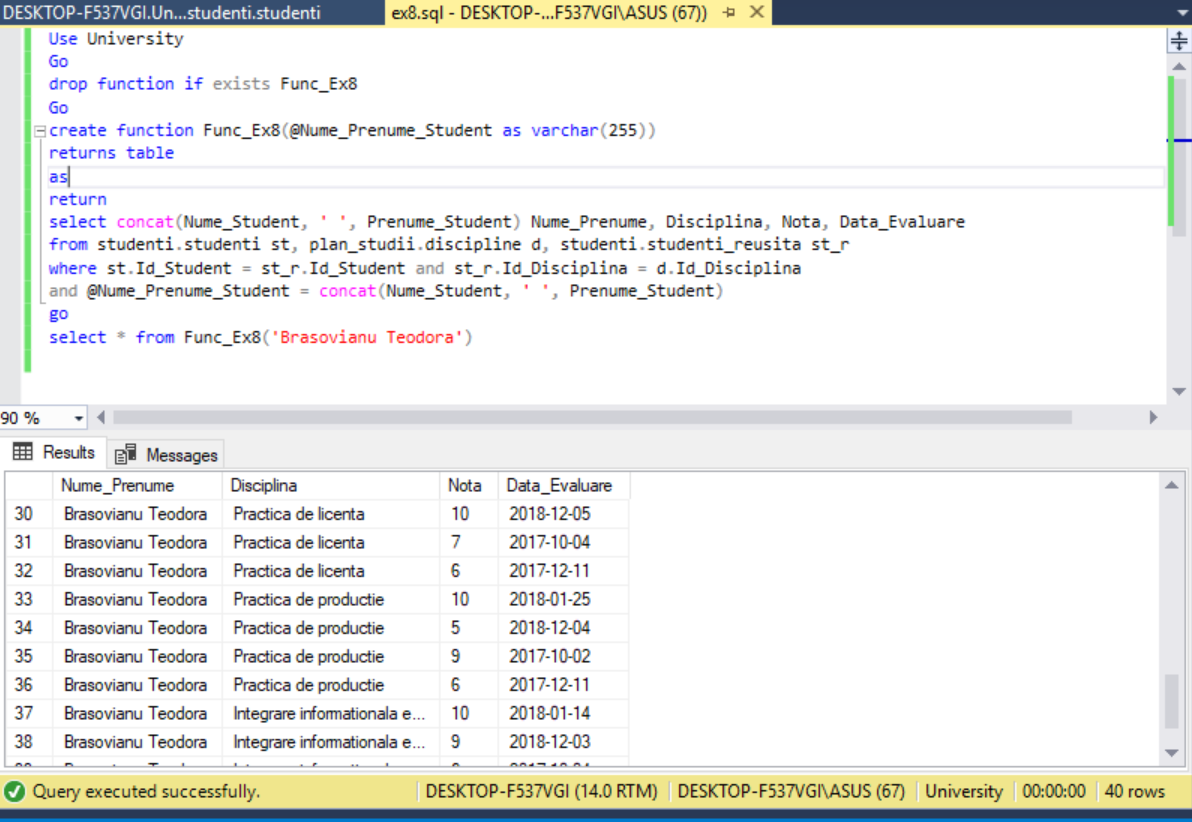 DESKTOP-F537VGI.Un...studenti.studenti
ex8.sql - DESKTOP-...F537VGI\ASUS (67))
Use University
Go
drop function if exists Func_Ex8
Go
create function Func_Ex8(@Nume_Prenume_Student as varchar(255))
returns table
as
return
select concat(Nume_Student, ' ', Prenume_Student) Nume_Prenume, Disciplina, Nota, Data_Evaluare
from studenti.studenti st, plan_studii.discipline d, studenti.studenti_reusita st_r
where st.Id_Student = st_r.Id_Student and st_r.Id_Disciplina = d.Id_Disciplina
and @Nume_Prenume_Student = concat(Nume_Student, ' ', Prenume_Student)
go
select * from Func_Ex8('Brasovianu Teodora')
90 %
Results Messages
Nume_Prenume Disciplina Nota Data_Evaluare
30 Brasovianu Teodora Practica de licenta 10 2018-12-05
31 Brasovianu Teodora Practica de licenta 7 2017-10-04
32 Brasovianu Teodora Practica de licenta 6 2017-12-11
33 Brasovianu Teodora Practica de productie 10 2018-01-25
34 Brasovianu Teodora Practica de productie 5 2018-12-04
35 Brasovianu Teodora Practica de productie 9 2017-10-02
36 Brasovianu Teodora Practica de productie 6 2017-12-11
37 Brasovianu Teodora Integrare informationala e... 10 2018-01-14
38 Brasovianu Teodora Integrare informationala e... 9 2018-12-03
Query executed successfully. DESKTOP-F537VGI (14.0 RTM) DESKTOP-F537VGI\ASUS (67) University 00:00:00 40 rows